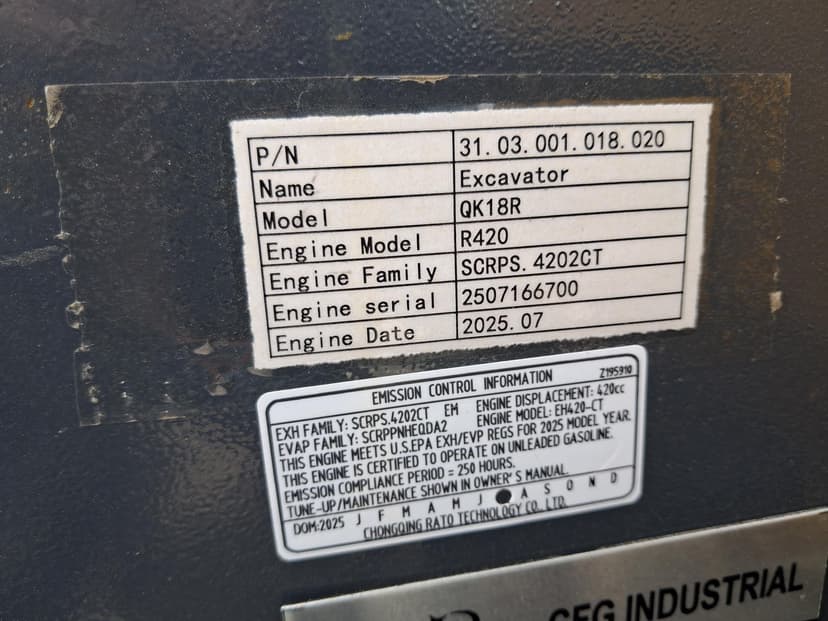 P/N 31.03.001.018.020
Name Excavator
Model QK18R
Engine Model R420
Engine Family SCRPS.4202CT
Engine serial 2507166700
Engine Date 2025.07
EMISSION CONTROL INFORMATION Z195910
EXH FAMILY: SCRPS.4202CT EM ENGINE DISPLACEMENT: 420cc
EVAP FAMILY: SCRPPNHEQDA2 ENGINE MODEL: EH420-CT
THIS ENGINE MEETS U.S.EPA EXH/EVP REGS FOR 2025 MODEL YEAR.
THIS ENGINE IS CERTIFIED TO OPERATE ON UNLEADED GASOLINE.
EMISSION COMPLIANCE PERIOD = 250 HOURS.
TUNE-UP/MAINTENANCE SHOWN IN OWNER'S MANUAL.
DOM:2025 J F M A M J A S O N D
CHONGQING RATO TECHNOLOGY CO., LTD.
CFG INDUSTRIAL